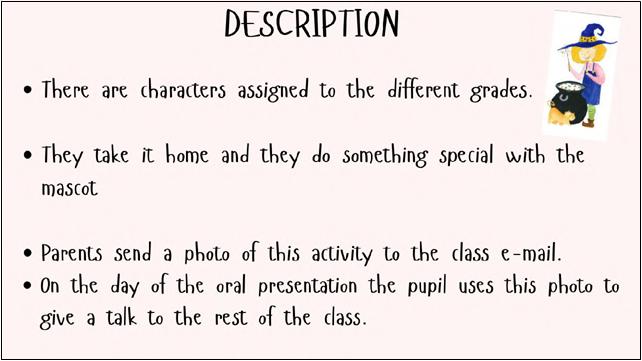 DESCRIPTION
• There are characters assigned to the different grades.
• They take it home and they do something special with the
mascot
• Parents send a photo of this activity to the class e-mail.
• On the day of the oral presentation the pupil uses this photo to
give a talk to the rest of the class.